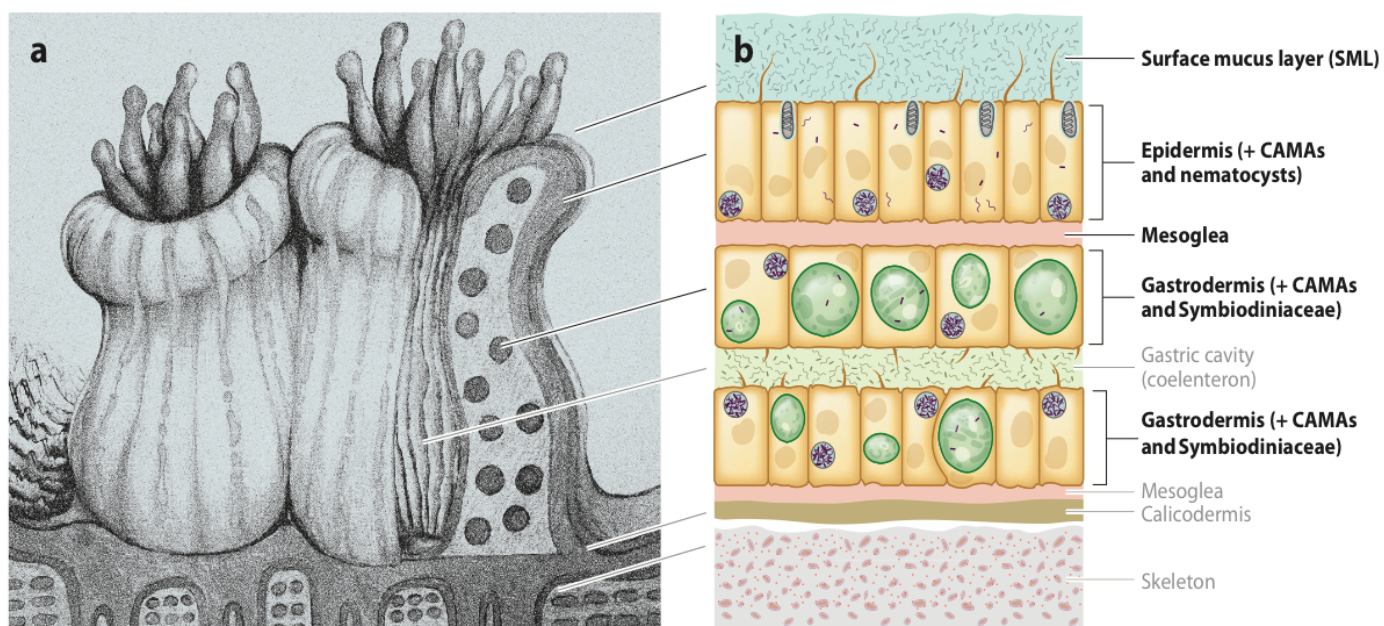 a
b
Surface mucus layer (SML)
Epidermis (+ CAMAs
and nematocysts)
Mesoglea
Gastrodermis (+ CAMAs
and Symbiodiniaceae)
Gastric cavity
(coelenteron)
Gastrodermis (+ CAMAs
and Symbiodiniaceae)
Mesoglea
Calicodermis
Skeleton